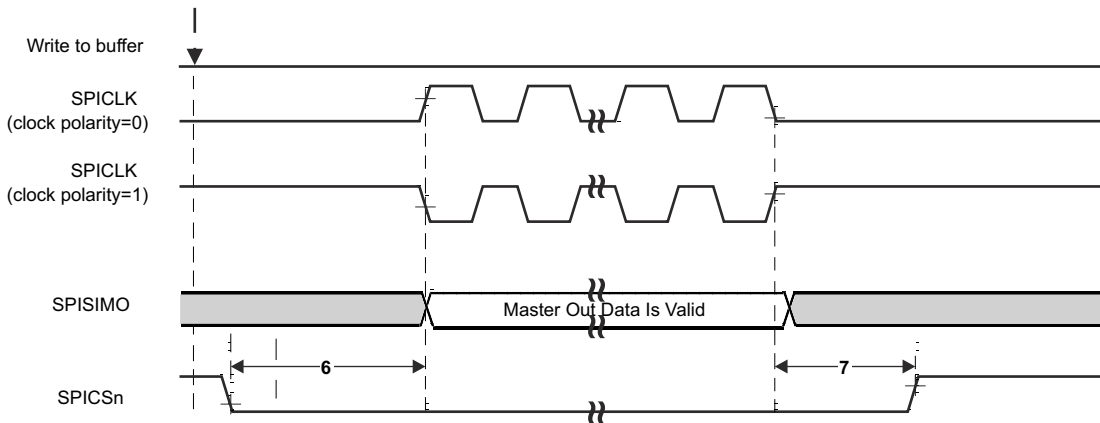 Write to buffer
SPICLK
(clock polarity=0)
SPICLK
(clock polarity=1)
SPISIMO
Master Out Data Is Valid
6
7
SPICSn